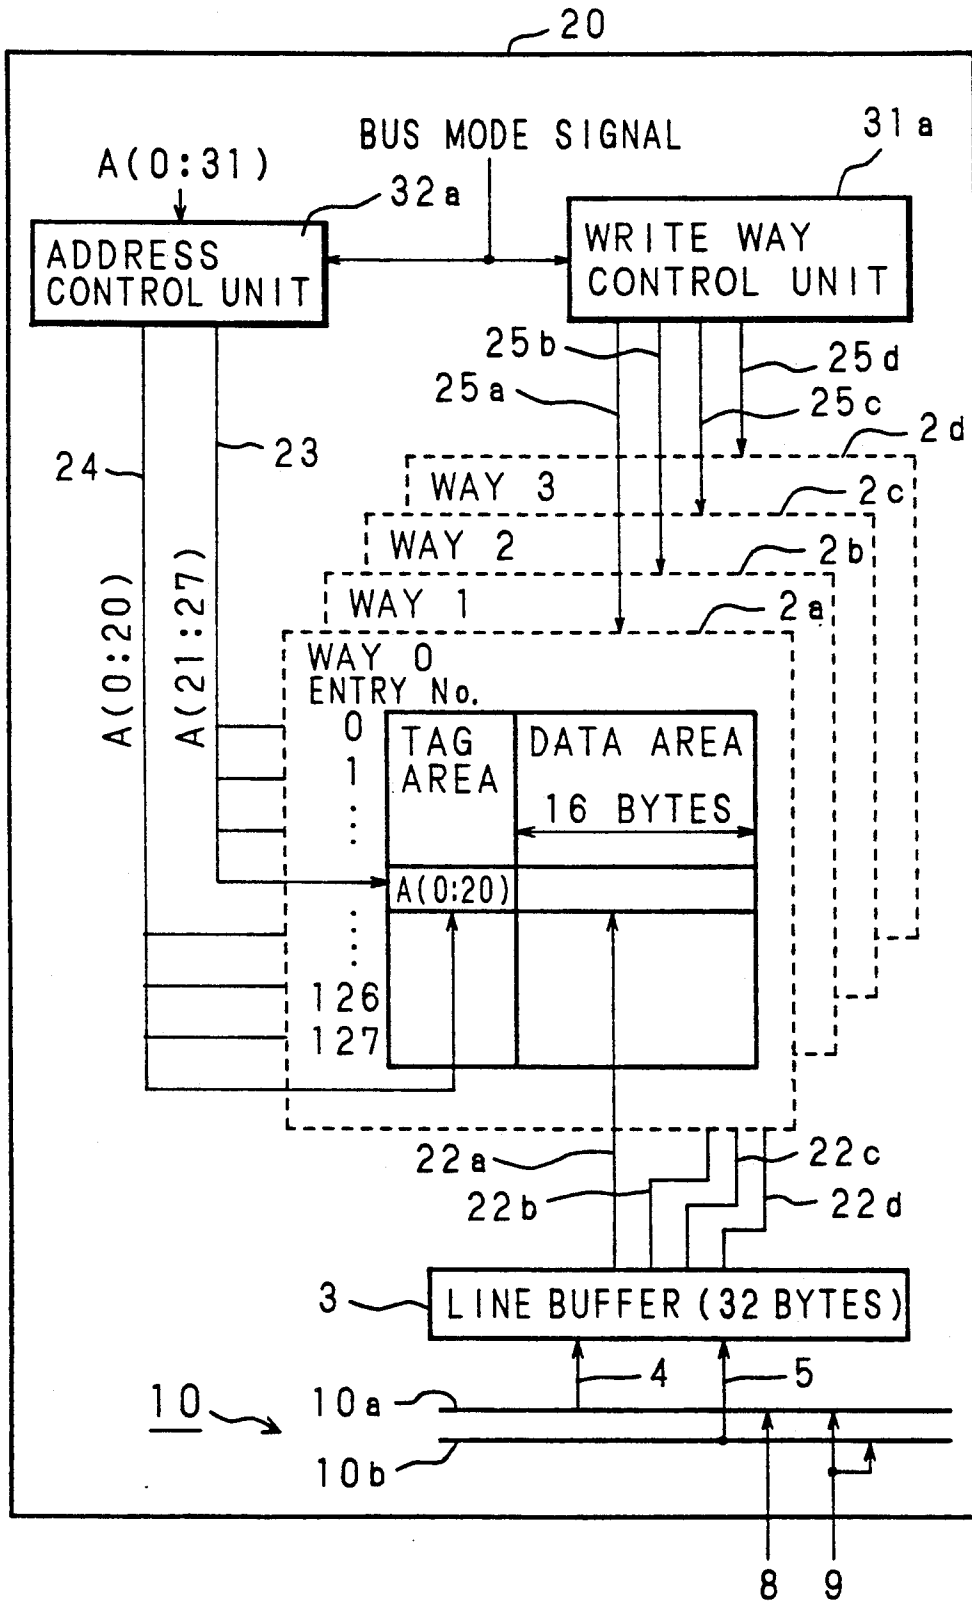 20
BUS MODE SIGNAL
31a
A(0:31)
32a
ADDRESS
CONTROL UNIT
WRITE WAY
CONTROL UNIT
25b
25d
25a
25c
24
23
2d
WAY 3
2c
WAY 2
2b
WAY 1
2a
A(0:20)
A(21:27)
WAY 0
ENTRY No.
0
1
TAG
AREA
DATA AREA
16 BYTES
A(0:20)
126
127
22a
22c
22b
22d
3
LINE BUFFER (32 BYTES)
4
5
10
10a
10b
8
9